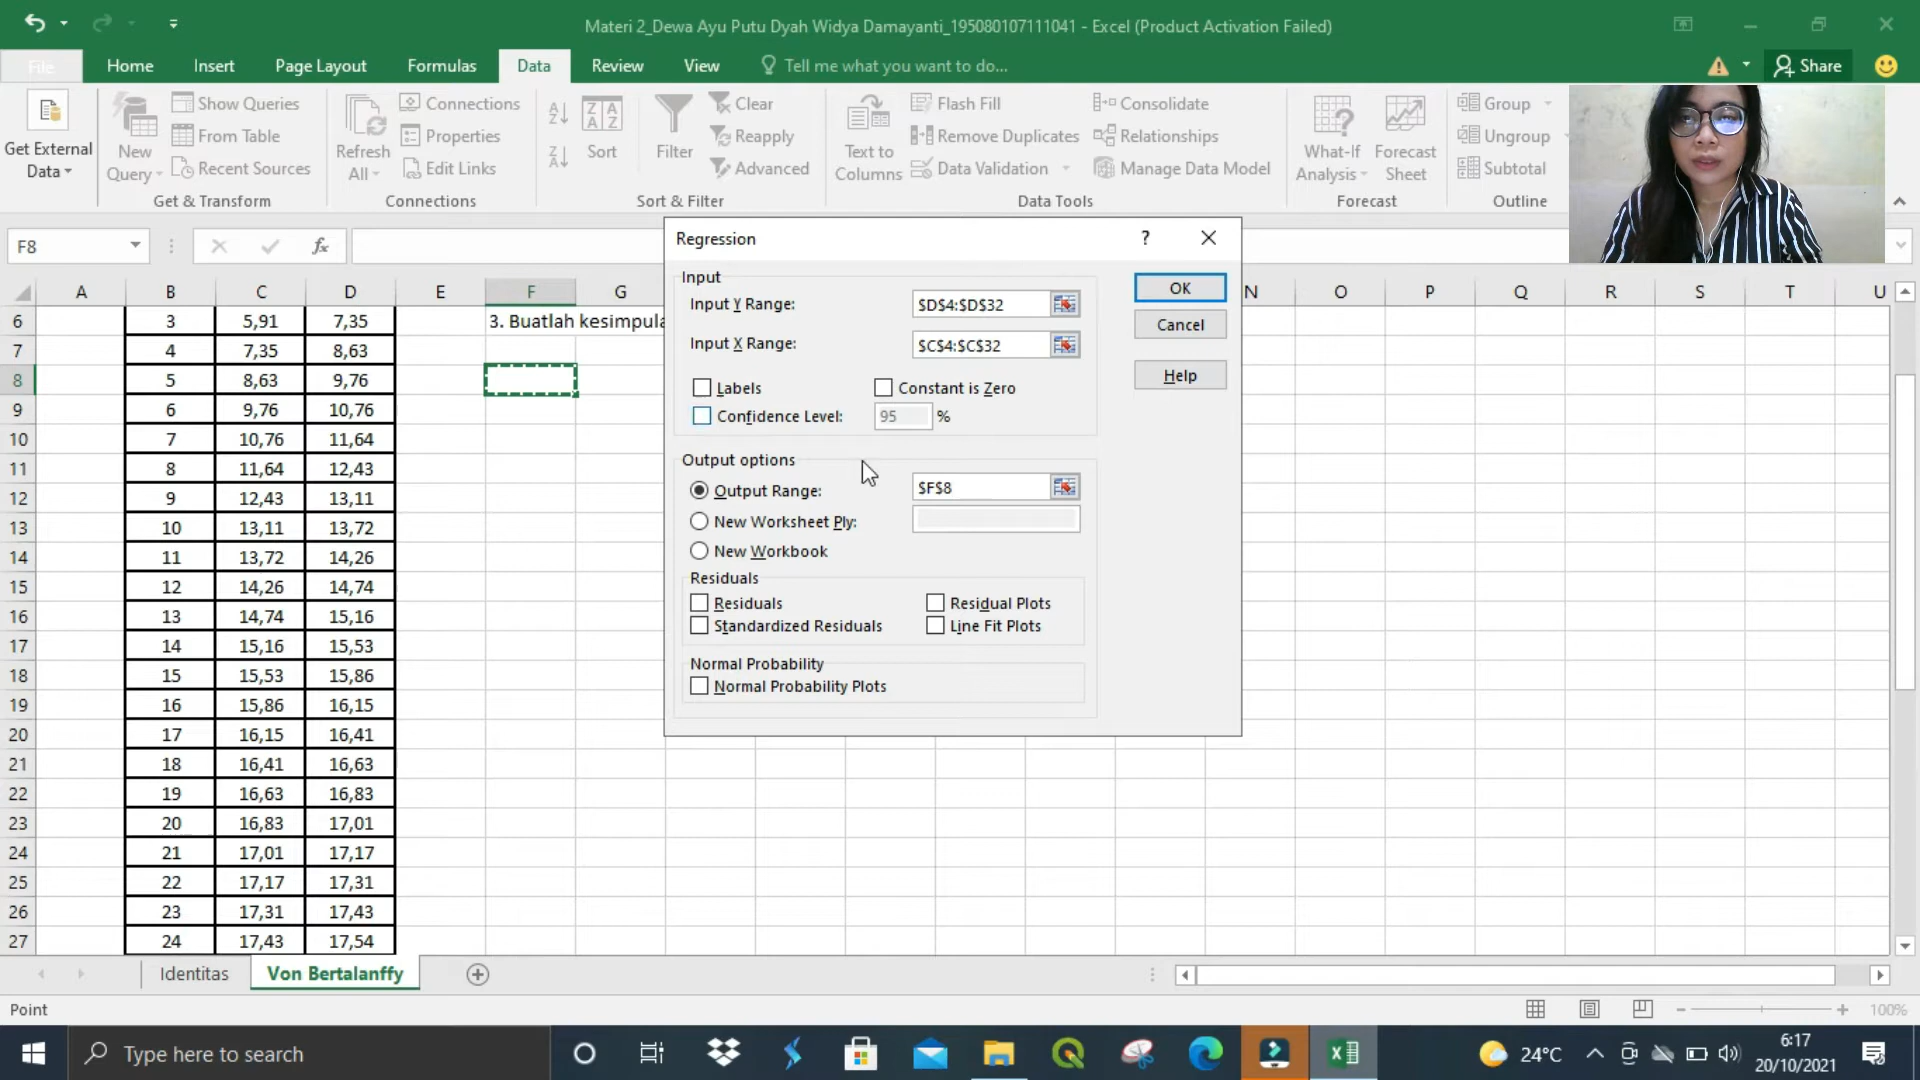 Materi 2_Dewa Ayu Putu Dyah Widya Damayanti_195080107111041 - Excel (Product Activation Failed)
File Home Insert Page Layout Formulas Data Review View Tell me what you want to do... Share
Get External Data
New Query
Show Queries
From Table
Recent Sources
Get & Transform
Refresh All
Connections
Properties
Edit Links
Connections
Sort
Filter
Clear
Reapply
Advanced
Sort & Filter
Text to Columns
Flash Fill
Remove Duplicates
Data Validation
Consolidate
Relationships
Manage Data Model
Data Tools
What-If Analysis
Forecast Sheet
Forecast
Group
Ungroup
Subtotal
Outline
F8 fx
A B C D E F G N O P Q R S T U
6 3 5,91 7,35 3. Buatlah kesimpula
7 4 7,35 8,63
8 5 8,63 9,76
9 6 9,76 10,76
10 7 10,76 11,64
11 8 11,64 12,43
12 9 12,43 13,11
13 10 13,11 13,72
14 11 13,72 14,26
15 12 14,26 14,74
16 13 14,74 15,16
17 14 15,16 15,53
18 15 15,53 15,86
19 16 15,86 16,15
20 17 16,15 16,41
21 18 16,41 16,63
22 19 16,63 16,83
23 20 16,83 17,01
24 21 17,01 17,17
25 22 17,17 17,31
26 23 17,31 17,43
27 24 17,43 17,54
Regression ?
Input
Input Y Range: $D$4:$D$32
Input X Range: $C$4:$C$32
Labels Constant is Zero
Confidence Level: 95 %
Output options
Output Range: $F$8
New Worksheet Ply:
New Workbook
Residuals
Residuals Residual Plots
Standardized Residuals Line Fit Plots
Normal Probability
Normal Probability Plots
OK
Cancel
Help
Identitas Von Bertalanffy
Point 100%
Type here to search 24°C 6:17
20/10/2021